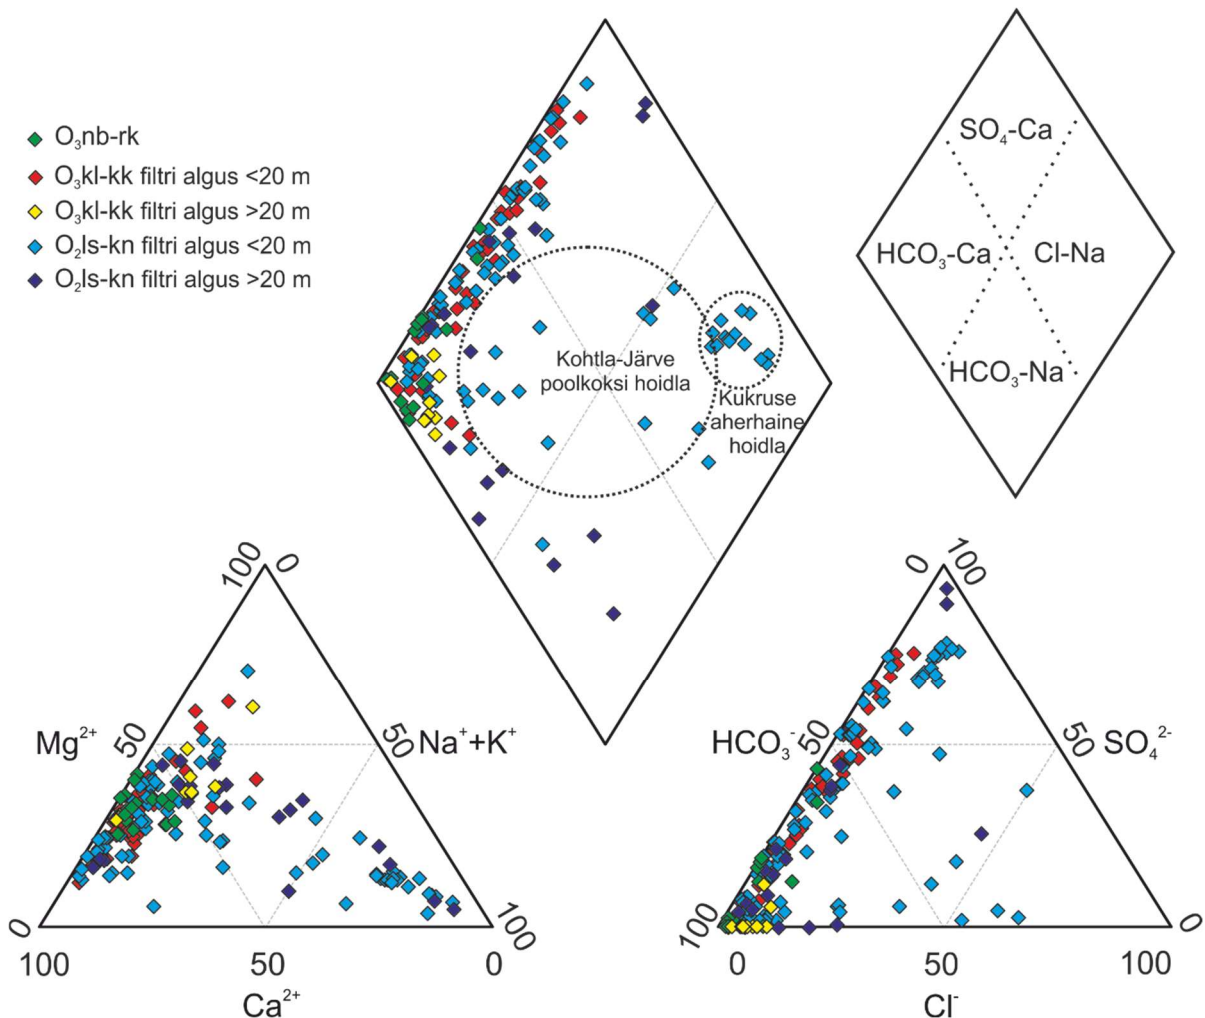 O₃nb-rk
O₃kl-kk filtri algus <20 m
O₃kl-kk filtri algus >20 m
O₂ls-kn filtri algus <20 m
O₂ls-kn filtri algus >20 m
Kohtla-Järve
poolkoksi hoidla
Kukruse
aherhaine
hoidla
SO₄-Ca
HCO₃-Ca
Cl-Na
HCO₃-Na
100
0
Mg²⁺
50
50
Na⁺+K⁺
0
100
100
50
0
Ca²⁺
0
100
HCO₃⁻
50
50
SO₄²⁻
100
0
0
50
100
Cl⁻